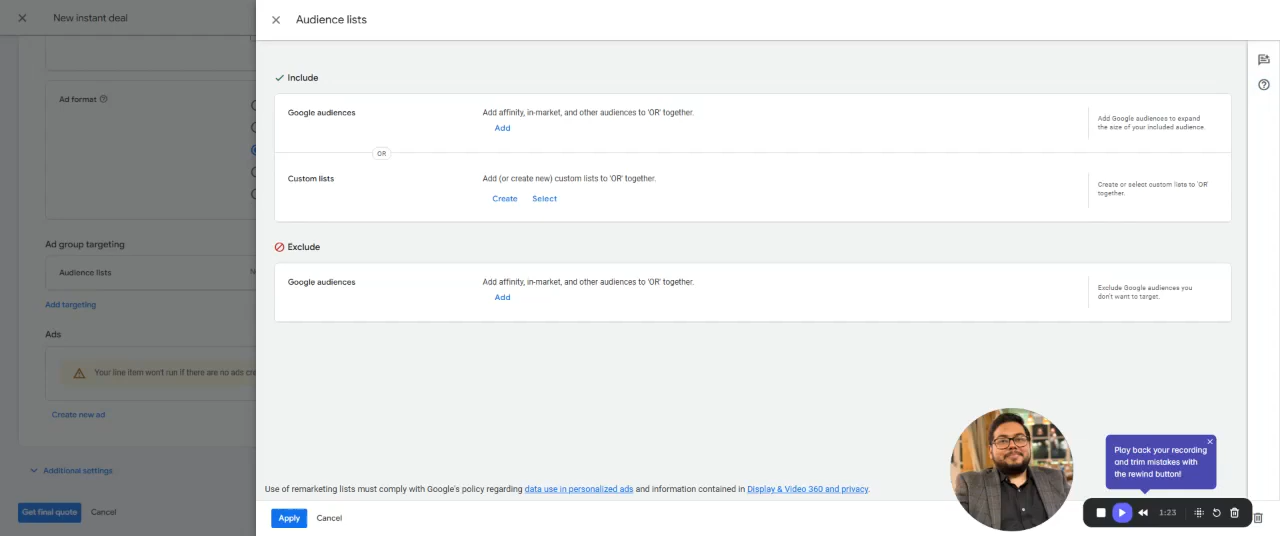 New instant deal
Audience lists
Include
Ad format
Google audiences
Add affinity, in-market, and other audiences to 'OR' together.
Add
Add Google audiences to expand
the size of your included audience.
OR
Custom lists
Add (or create new) custom lists to 'OR' together.
Create Select
Create or select custom lists to 'OR'
together.
Ad group targeting
Exclude
Audience lists
Google audiences
Add affinity, in-market, and other audiences to 'OR' together.
Add
Exclude Google audiences you
don't want to target.
Add targeting
Ads
Your line item won't run if there are no ads
Create new ad
Additional settings
Play back your recording
and trim mistakes with
the rewind button!
Use of remarketing lists must comply with Google's policy regarding data use in personalized ads and information contained in Display & Video 360 and privacy.
Get final quote Cancel
Apply Cancel
1:23